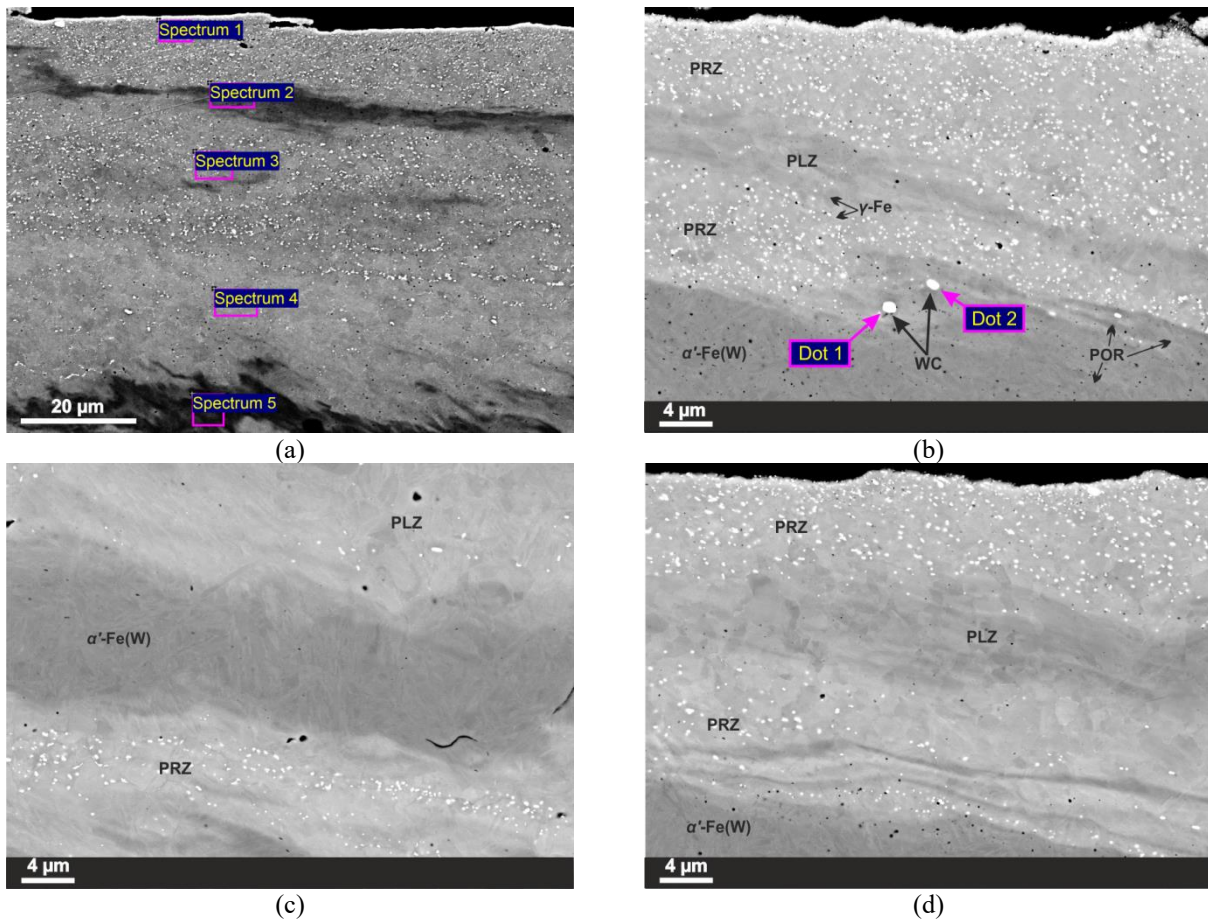 Spectrum 1
Spectrum 2
Spectrum 3
Spectrum 4
Spectrum 5
20 µm
(a)
PRZ
PLZ
γ-Fe
PRZ
Dot 1
Dot 2
WC
POR
α'-Fe(W)
4 µm
(b)
PLZ
α'-Fe(W)
PRZ
4 µm
(c)
PRZ
PLZ
PRZ
α'-Fe(W)
4 µm
(d)